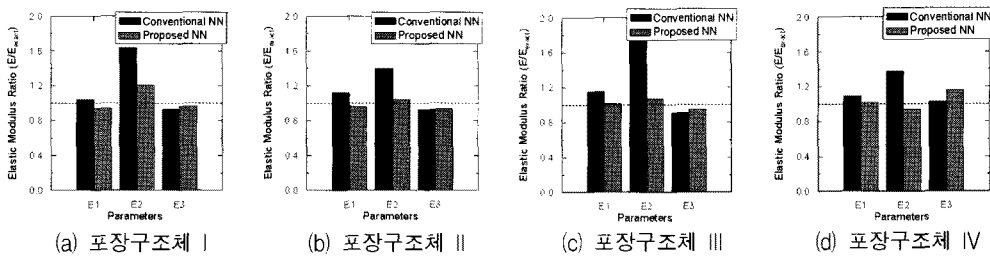 Elastic Modulus Ratio (E/E_exact)
2.0
1.6
1.2
0.8
0.4
0.0
Conventional NN
Proposed NN
E1 E2 E3
Parameters
(a) 포장구조체 Ⅰ
Elastic Modulus Ratio (E/E_exact)
2.0
1.6
1.2
0.8
0.4
0.0
Conventional NN
Proposed NN
E1 E2 E3
Parameters
(b) 포장구조체 Ⅱ
Elastic Modulus Ratio (E/E_exact)
2.0
1.6
1.2
0.8
0.4
0.0
Conventional NN
Proposed NN
E1 E2 E3
Parameters
(c) 포장구조체 Ⅲ
Elastic Modulus Ratio (E/E_exact)
2.0
1.6
1.2
0.8
0.4
0.0
Conventional NN
Proposed NN
E1 E2 E3
Parameters
(d) 포장구조체 Ⅳ